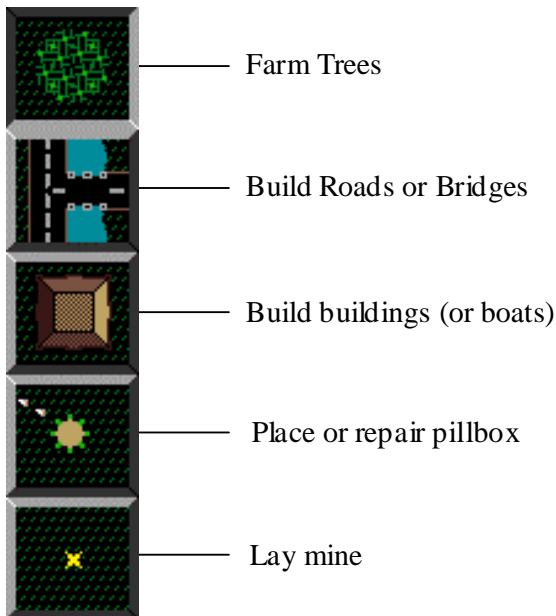 Farm Trees
Build Roads or Bridges
Build buildings (or boats)
Place or repair pillbox
Lay mine